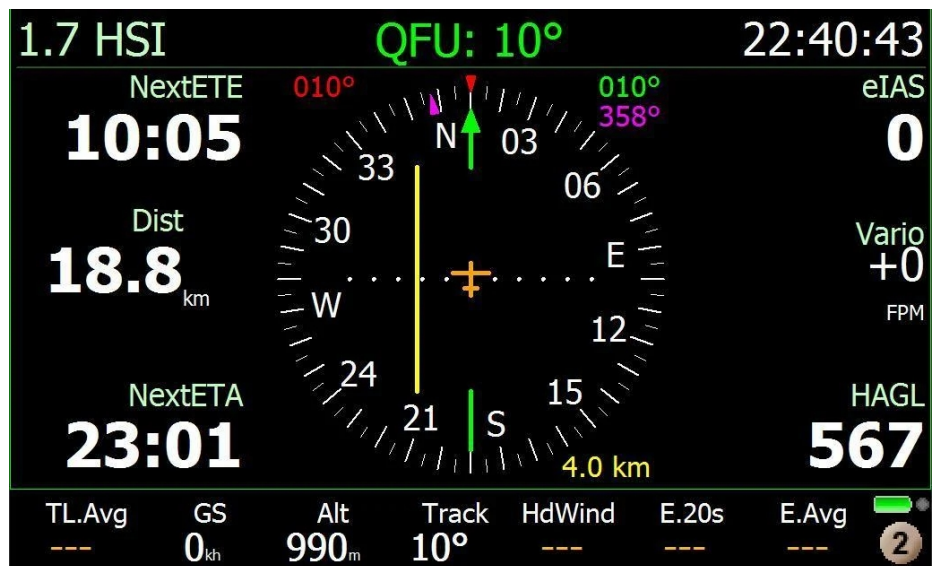 1.7 HSI QFU: 10° 22:40:43
NextETE 010° 010° eIAS
10:05 358° 0
N 03
33 06
Dist 30 E Vario
18.8 km +0
W 12 FPM
24 15
NextETA 21 S HAGL
23:01 4.0 km 567
TL.Avg GS Alt Track HdWind E.20s E.Avg
--- 0kh 990m 10° --- --- --- 2